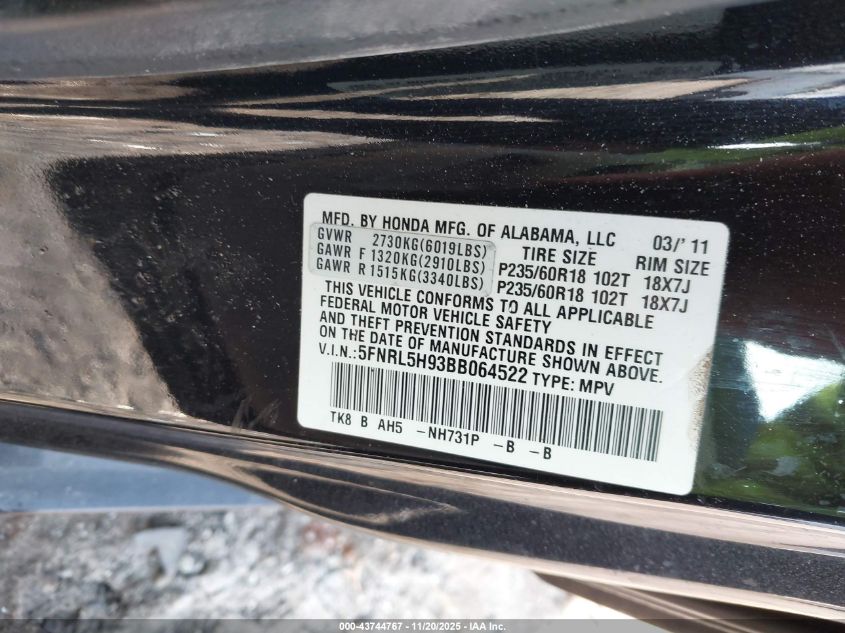 MFD. BY HONDA MFG. OF ALABAMA, LLC 03/'11
GVWR 2730KG(6019LBS) TIRE SIZE RIM SIZE
GAWR F 1320KG(2910LBS) P235/60R18 102T 18X7J
GAWR R 1515KG(3340LBS) P235/60R18 102T 18X7J
THIS VEHICLE CONFORMS TO ALL APPLICABLE
FEDERAL MOTOR VEHICLE SAFETY
AND THEFT PREVENTION STANDARDS IN EFFECT
ON THE DATE OF MANUFACTURE SHOWN ABOVE.
V.I.N.:5FNRL5H93BB064522 TYPE: MPV
TK8 B AH5 -NH731P -B -B
000-43744767 - 11/20/2025 - IAA Inc.